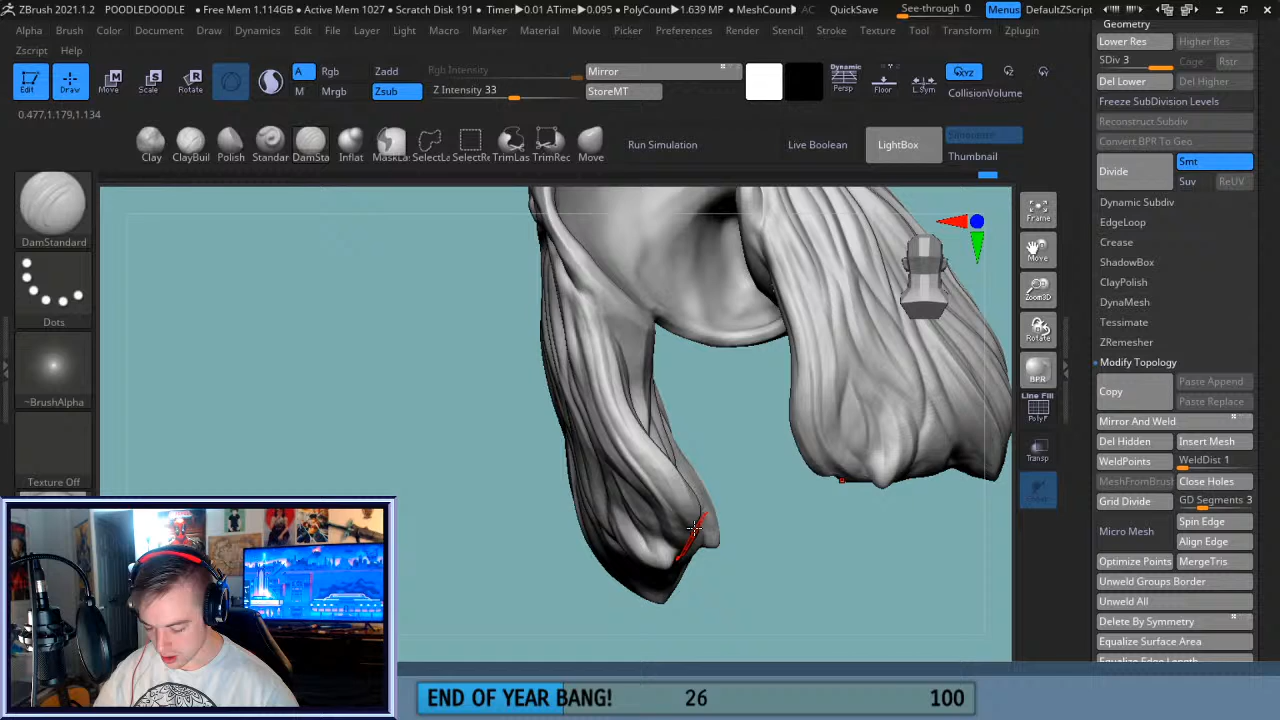 ZBrush 2021.1.2 POODLEDOODLE • Free Mem 1.114GB • Active Mem 1027 • Scratch Disk 191 • Timer▶0.01 ATime▶0.095 • PolyCount▶1.639 MP • MeshCount▶ AC QuickSave See-through 0 Menus DefaultZScript
Alpha Brush Color Document Draw Dynamics Edit File Layer Light Macro Marker Material Movie Picker Preferences Render Stencil Stroke Texture Tool Transform Zplugin
Zscript Help
Edit Draw Move Scale Rotate
A Rgb Zadd Rgb Intensity Mirror
M Mrgb Zsub Z Intensity 33 StoreMT
Dynamic
Persp Floor L.Sym
XYZ
CollisionVolume
0.477,1.179,1.134
Clay ClayBuil Polish Standar DamSta Inflat MaskLa SelectLa SelectRe TrimLas TrimRec Move
Run Simulation Live Boolean LightBox
Silhouette
Thumbnail
DamStandard
Dots
~BrushAlpha
Texture Off
Frame
Move
Zoom3D
Rotate
BPR
Line Fill
PolyF
Transp
Geometry
Lower Res Higher Res
SDiv 3 Cage Rstr
Del Lower Del Higher
Freeze SubDivision Levels
Reconstruct Subdiv
Convert BPR To Geo
Divide Smt
Suv ReUV
Dynamic Subdiv
EdgeLoop
Crease
ShadowBox
ClayPolish
DynaMesh
Tessimate
ZRemesher
Modify Topology
Copy Paste Append
Paste Replace
Mirror And Weld
Del Hidden Insert Mesh
WeldPoints WeldDist 1
MeshFromBrush Close Holes
Grid Divide GD Segments 3
Micro Mesh Spin Edge
Align Edge
Optimize Points MergeTris
Unweld Groups Border
Unweld All
Delete By Symmetry
Equalize Surface Area
END OF YEAR BANG! 26 100